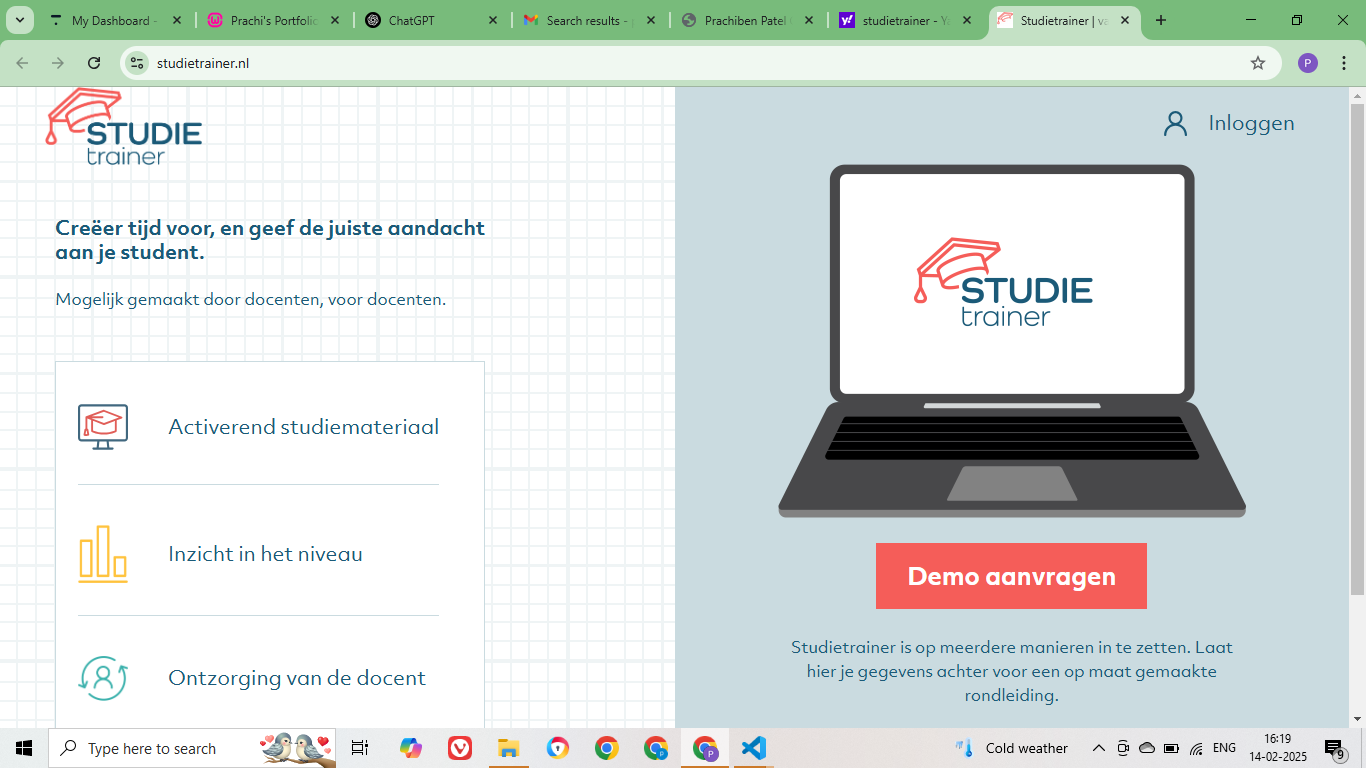 My Dashboard -
Prachi's Portfolio
ChatGPT
Search results - p
Prachiben Patel
studietrainer - Ya
Studietrainer | va
studietrainer.nl
P
STUDIE
trainer
Inloggen
Creëer tijd voor, en geef de juiste aandacht
aan je student.
Mogelijk gemaakt door docenten, voor docenten.
Activerend studiemateriaal
Inzicht in het niveau
Ontzorging van de docent
STUDIE
trainer
Demo aanvragen
Studietrainer is op meerdere manieren in te zetten. Laat
hier je gegevens achter voor een op maat gemaakte
rondleiding.
Type here to search
Cold weather
ENG
16:19
14-02-2025
9